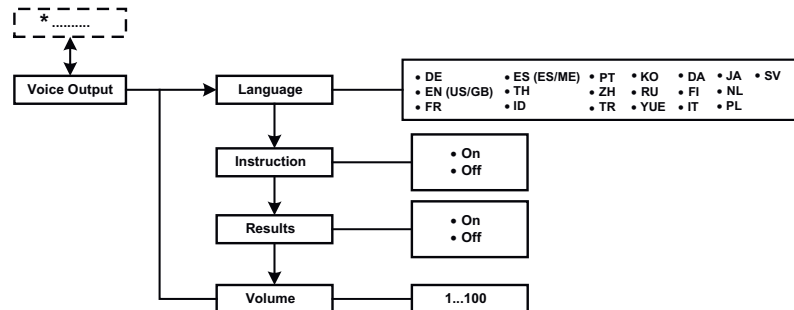 *..........
Voice Output
Language
• DE • ES (ES/ME) • PT • KO • DA • JA • SV
• EN (US/GB) • TH • ZH • RU • FI • NL
• FR • ID • TR • YUE • IT • PL
Instruction
• On
• Off
Results
• On
• Off
Volume
1...100